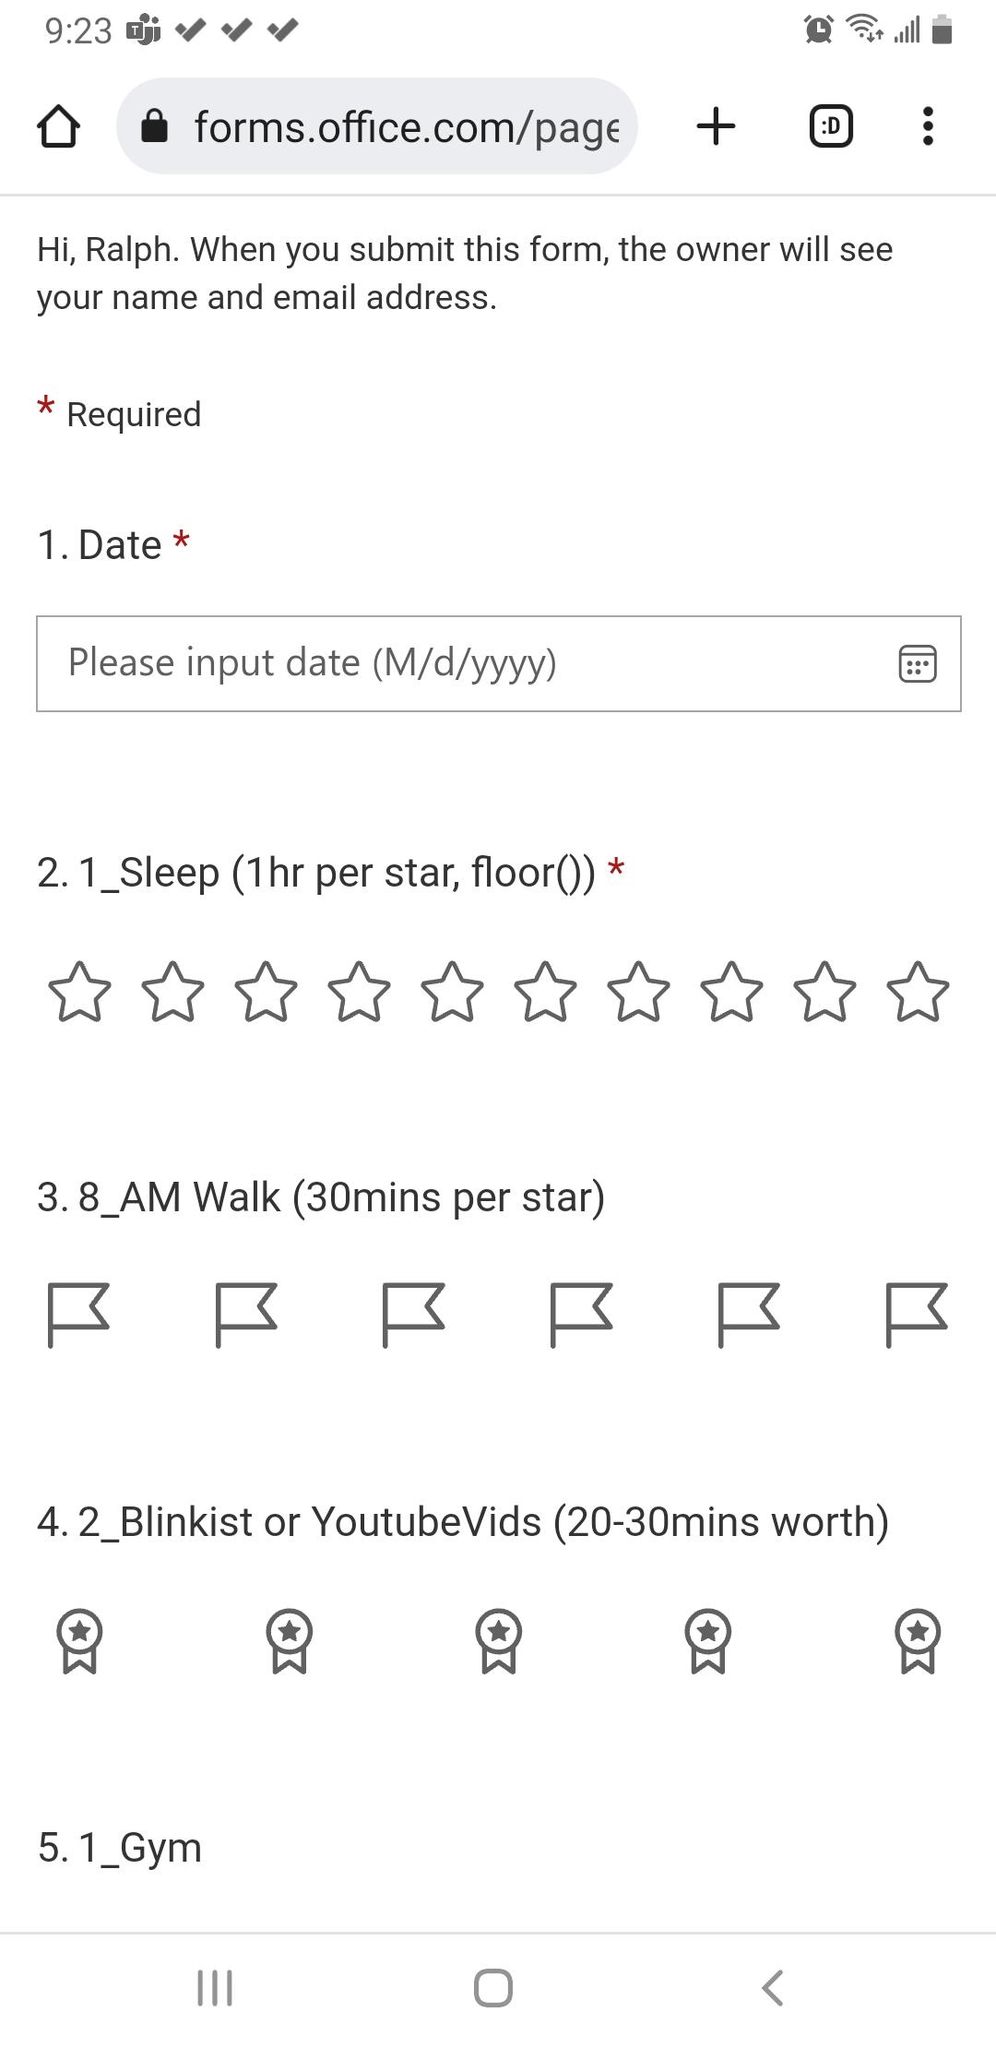 9:23
forms.office.com/page
:D
Hi, Ralph. When you submit this form, the owner will see
your name and email address.
* Required
1. Date *
Please input date (M/d/yyyy)
2. 1_Sleep (1hr per star, floor()) *
3. 8_AM Walk (30mins per star)
4. 2_Blinkist or YoutubeVids (20-30mins worth)
5. 1_Gym